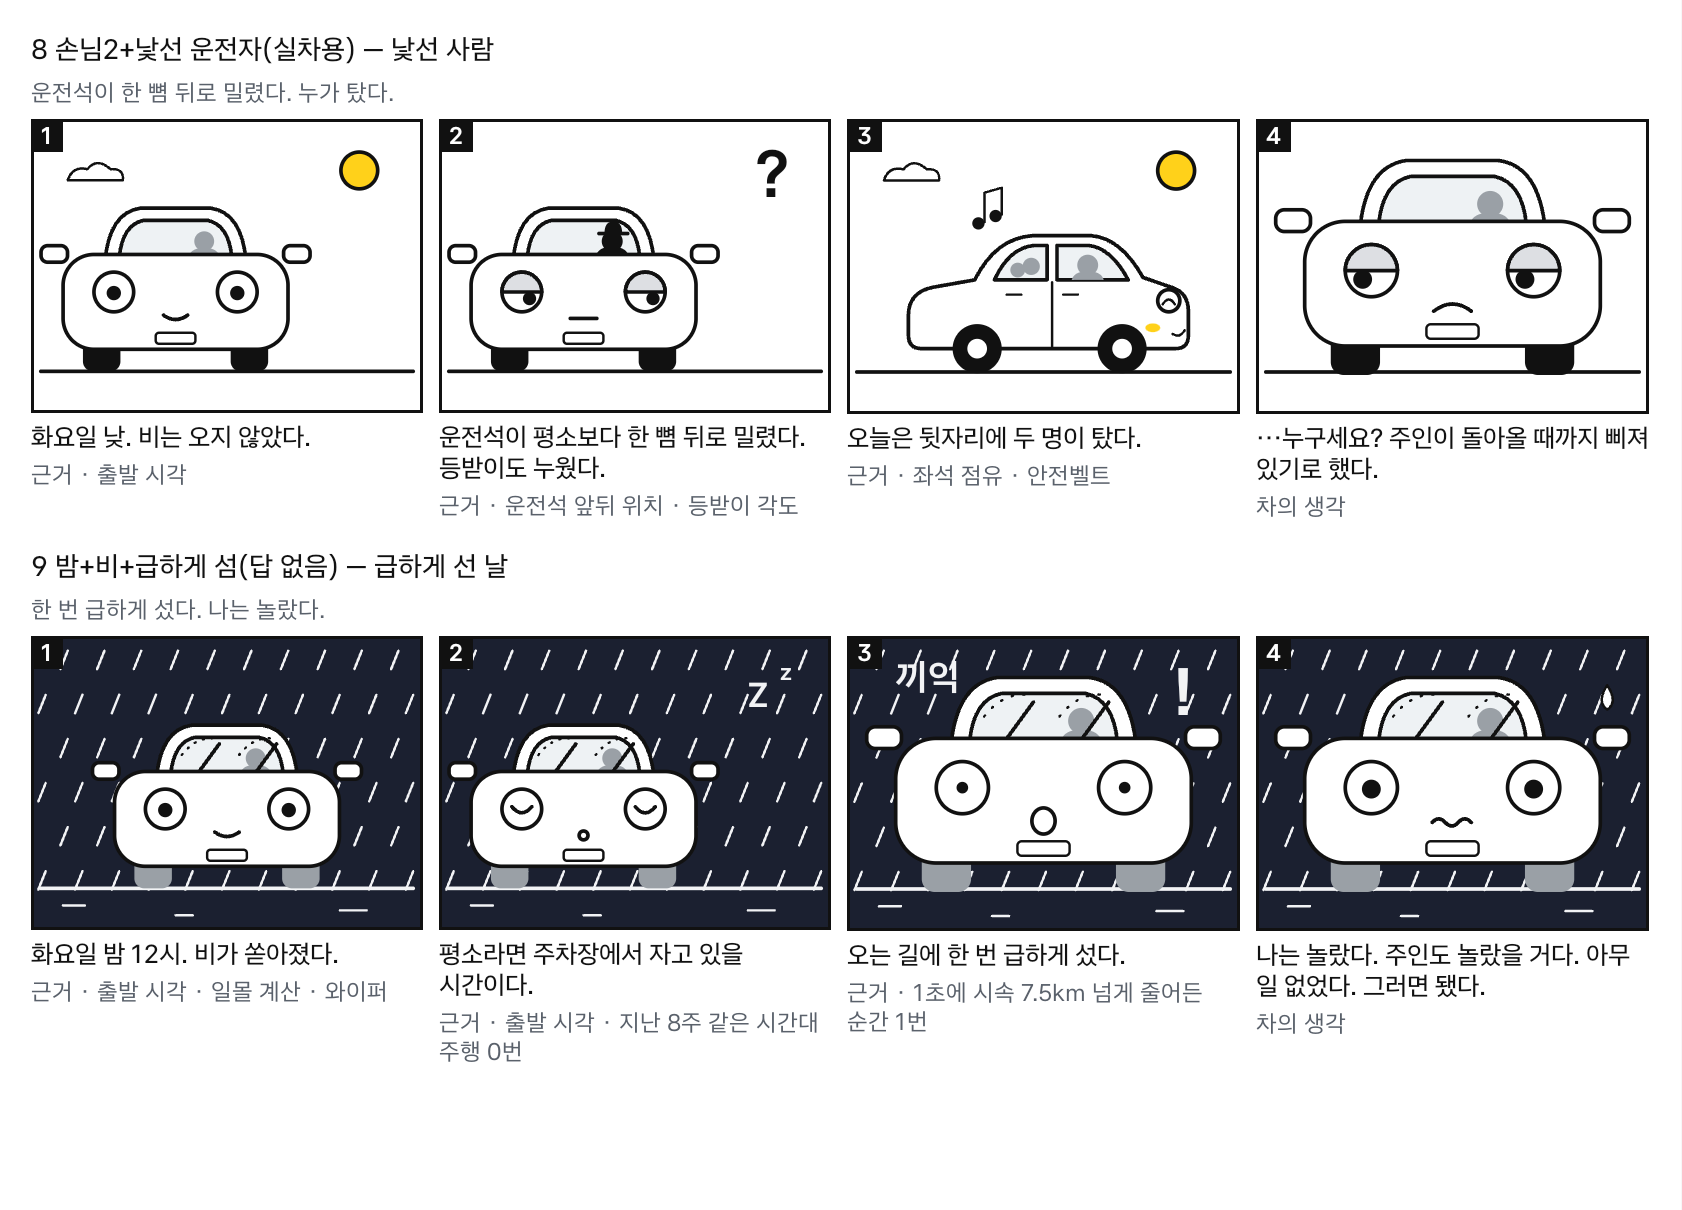 8 손님2+낯선 운전자(실차용) — 낯선 사람
운전석이 한 뼘 뒤로 밀렸다. 누가 탔다.
1
2
?
3
4
화요일 낮. 비는 오지 않았다.
근거 · 출발 시각
운전석이 평소보다 한 뼘 뒤로 밀렸다.
등받이도 누웠다.
근거 · 운전석 앞뒤 위치 · 등받이 각도
오늘은 뒷자리에 두 명이 탔다.
근거 · 좌석 점유 · 안전벨트
…누구세요? 주인이 돌아올 때까지 삐져
있기로 했다.
차의 생각
9 밤+비+급하게 섬(답 없음) — 급하게 선 날
한 번 급하게 섰다. 나는 놀랐다.
1
2
z z
3
끼익
!
4
화요일 밤 12시. 비가 쏟아졌다.
근거 · 출발 시각 · 일몰 계산 · 와이퍼
평소라면 주차장에서 자고 있을
시간이다.
근거 · 출발 시각 · 지난 8주 같은 시간대
주행 0번
오는 길에 한 번 급하게 섰다.
근거 · 1초에 시속 7.5km 넘게 줄어든
순간 1번
나는 놀랐다. 주인도 놀랐을 거다. 아무
일 없었다. 그러면 됐다.
차의 생각